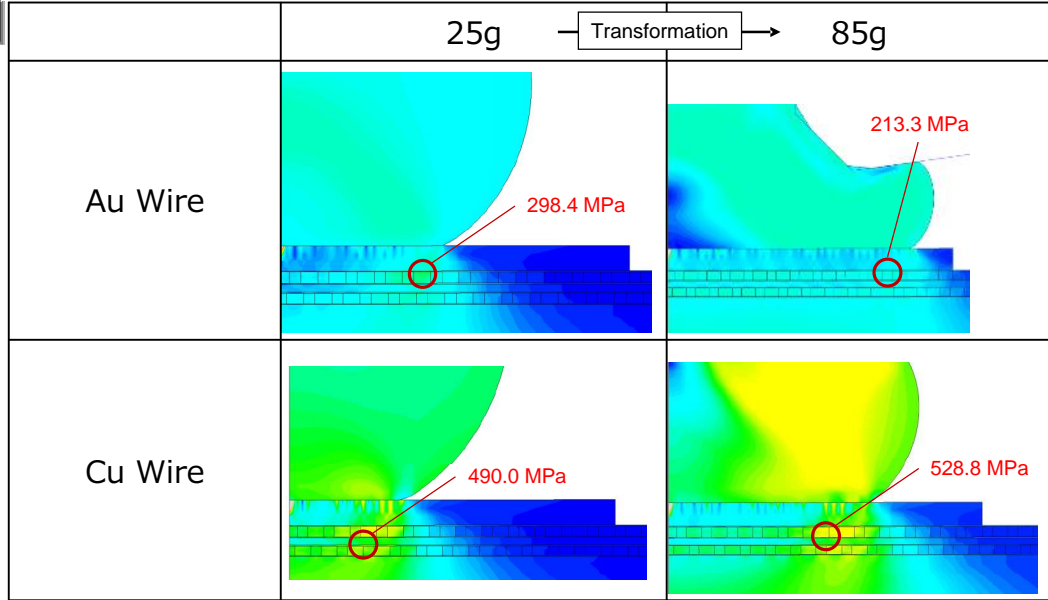 25g Transformation 85g
Au Wire
298.4 MPa
213.3 MPa
Cu Wire
490.0 MPa
528.8 MPa